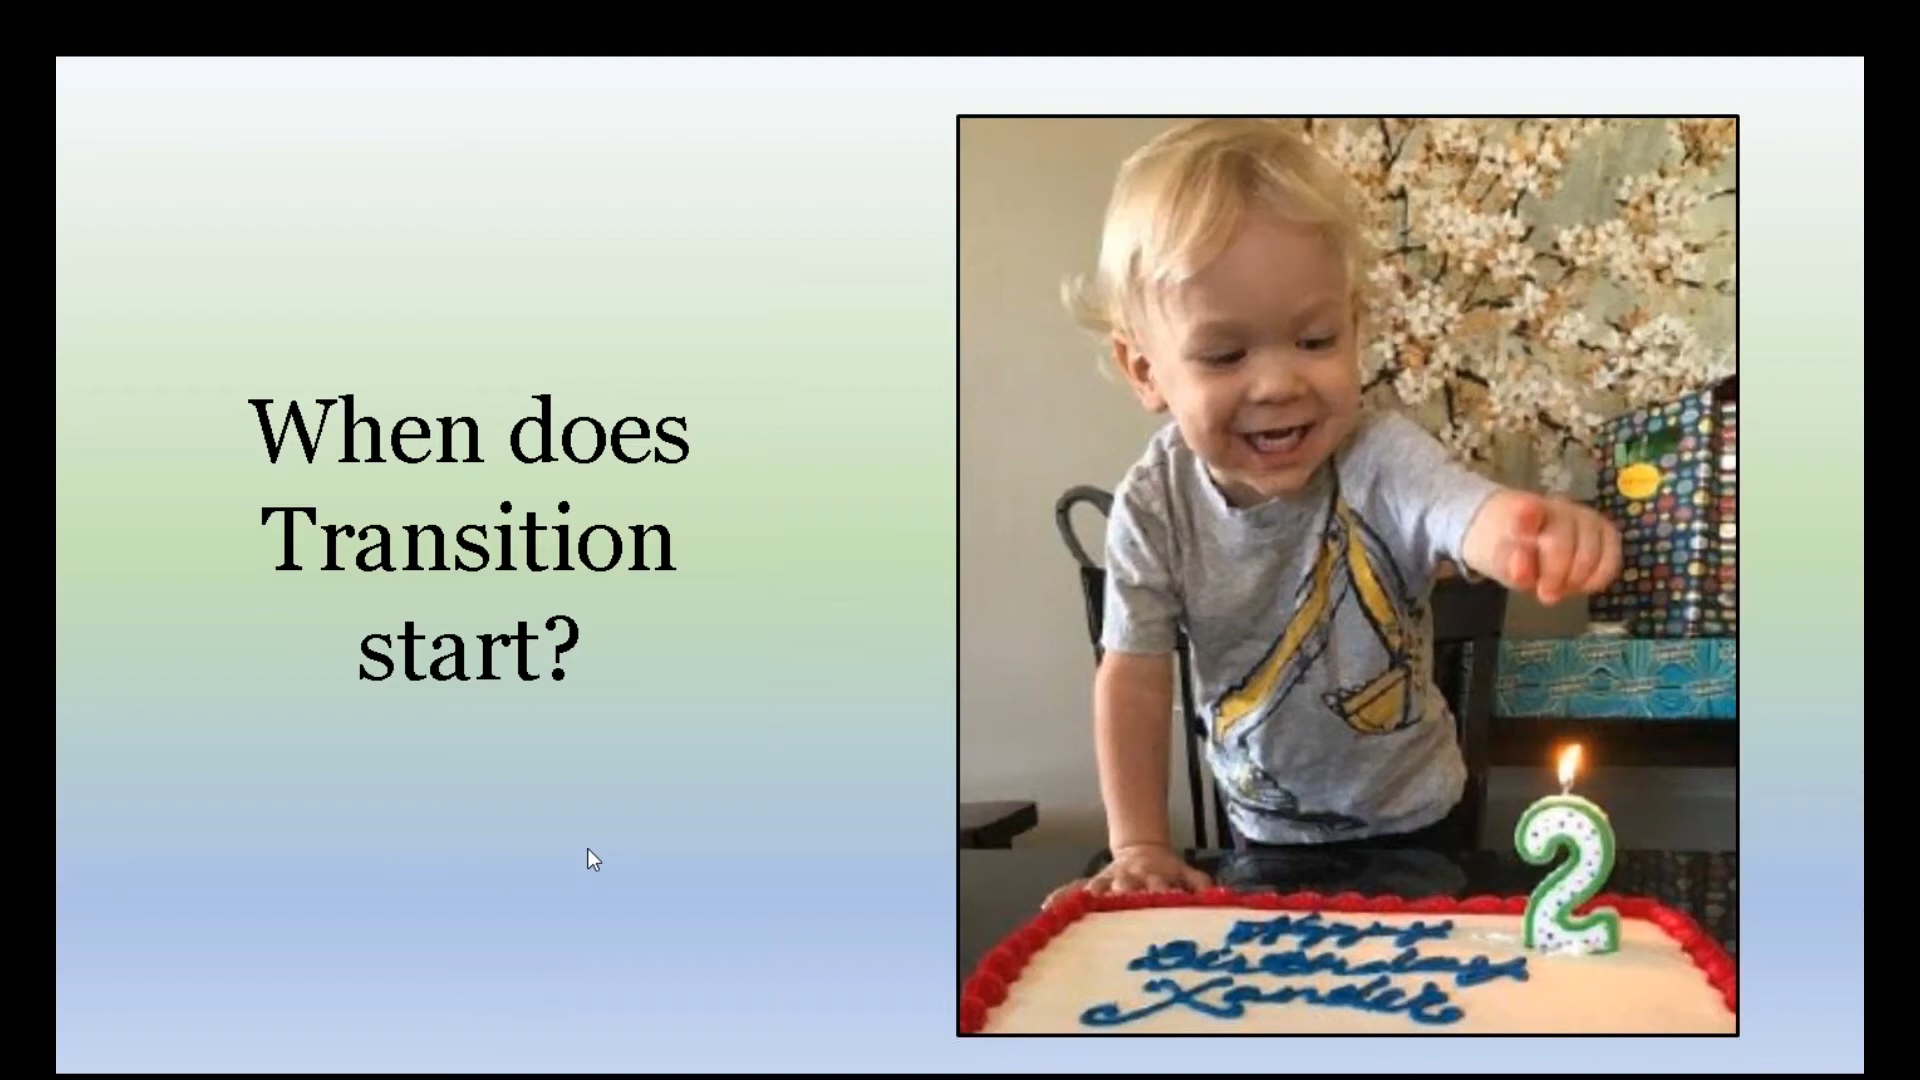 When does
Transition
start?
2
Happy
Birthday
Xander